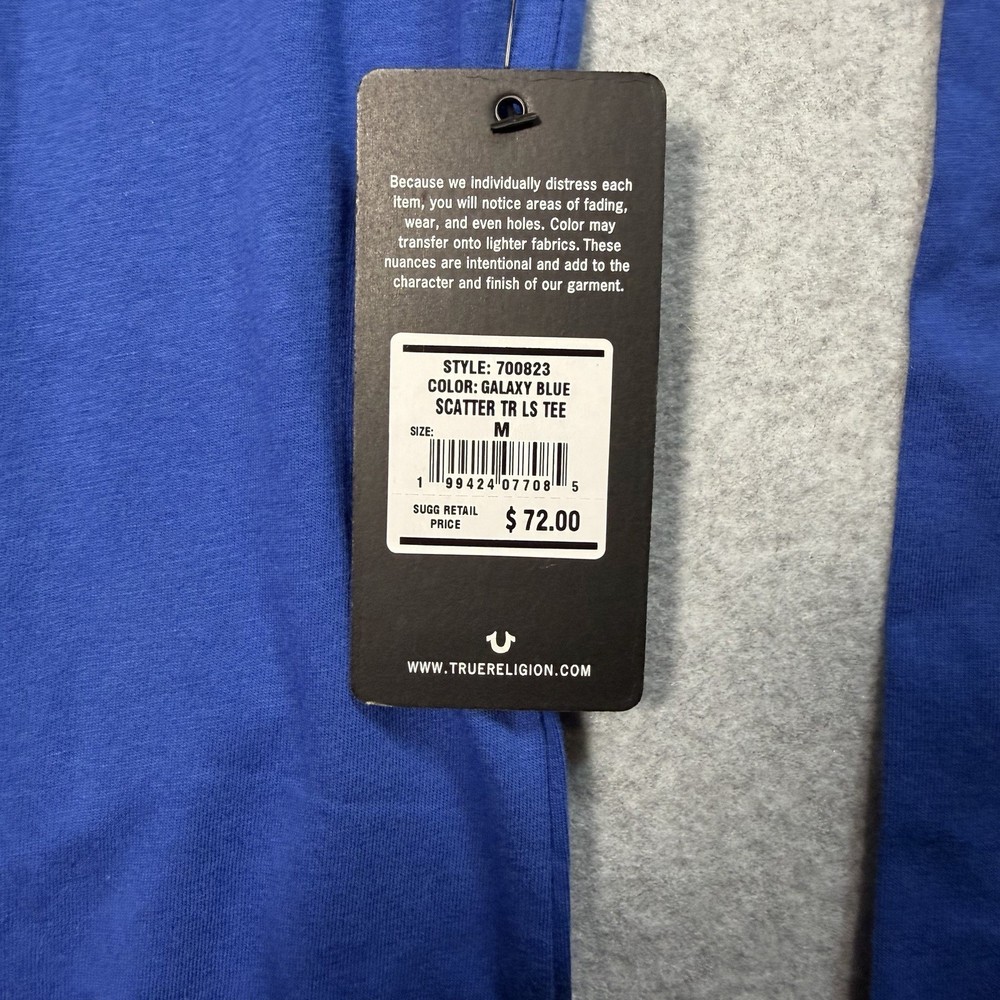 Because we individually distress each
item, you will notice areas of fading,
wear, and even holes. Color may
transfer onto lighter fabrics. These
nuances are intentional and add to the
character and finish of our garment.
STYLE: 700823
COLOR: GALAXY BLUE
SCATTER TR LS TEE
SIZE: M
1 99424 07708 5
SUGG RETAIL
PRICE $ 72.00
WWW.TRUERELIGION.COM